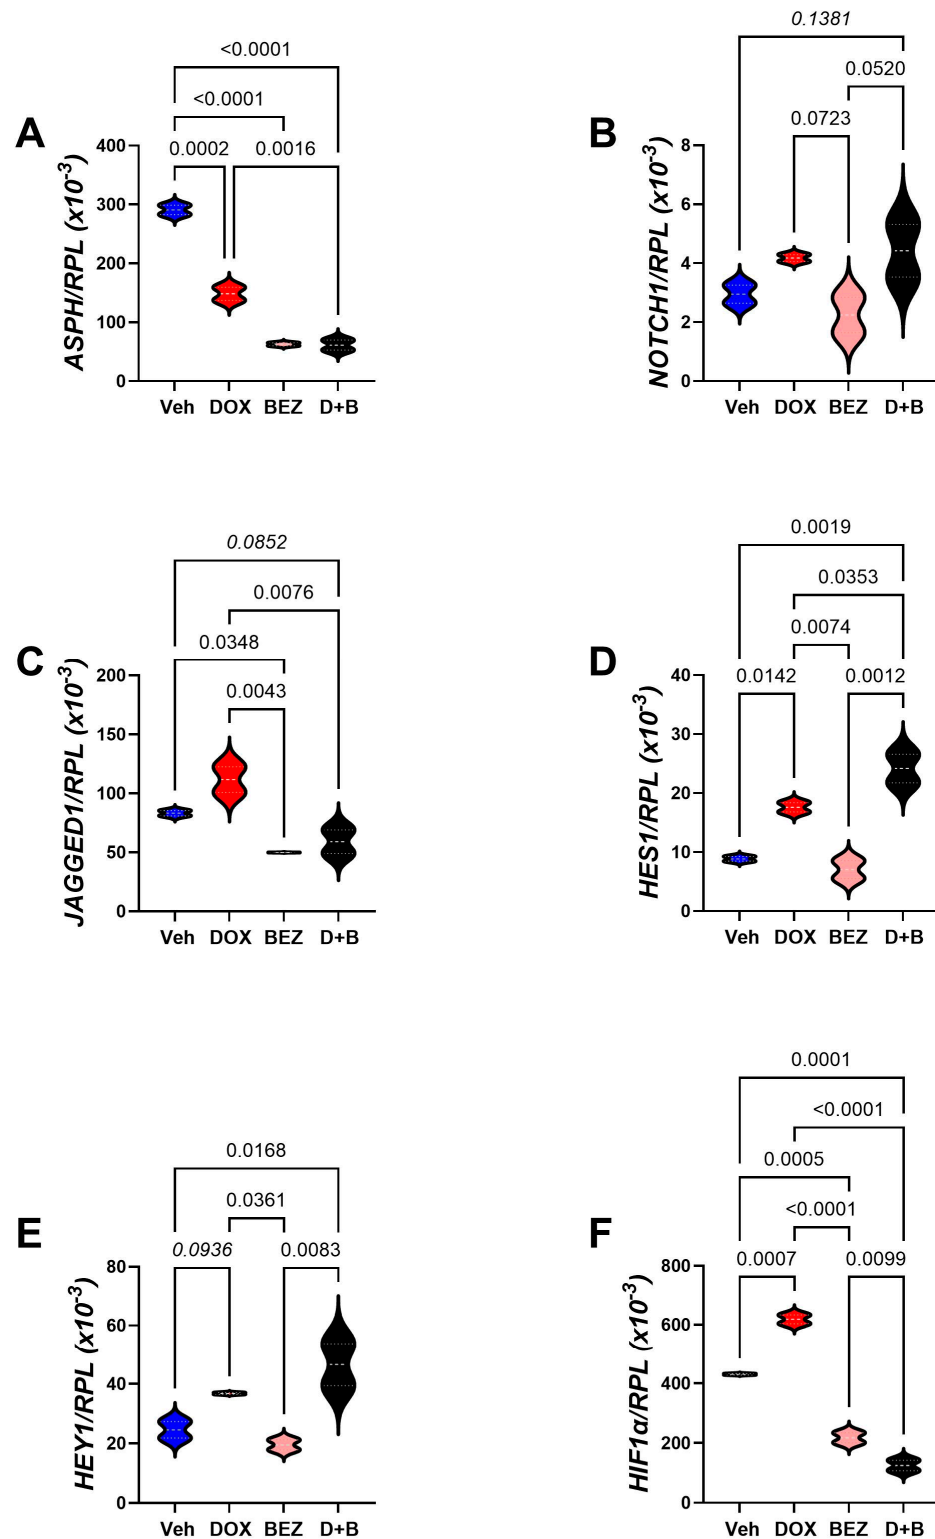 A
ASPH/RPL (x10⁻³)
<0.0001
<0.0001
0.0002 0.0016
400
300
200
100
0
Veh DOX BEZ D+B
B
NOTCH1/RPL (x10⁻³)
0.1381
0.0520
0.0723
8
6
4
2
0
Veh DOX BEZ D+B
C
JAGGED1/RPL (x10⁻³)
0.0852
0.0076
0.0348
0.0043
200
150
100
50
0
Veh DOX BEZ D+B
D
HES1/RPL (x10⁻³)
0.0019
0.0353
0.0074
0.0142 0.0012
40
30
20
10
0
Veh DOX BEZ D+B
E
HEY1/RPL (x10⁻³)
0.0168
0.0361
0.0936 0.0083
80
60
40
20
0
Veh DOX BEZ D+B
F
HIF1α/RPL (x10⁻³)
0.0001
<0.0001
0.0005
<0.0001
0.0007 0.0099
800
600
400
200
0
Veh DOX BEZ D+B